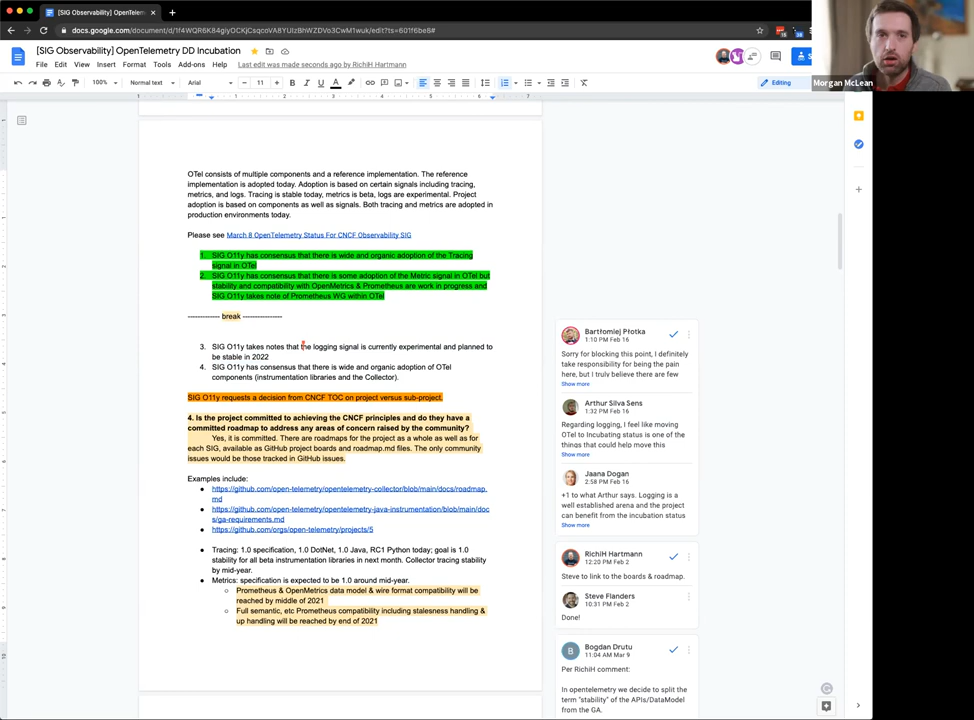 [SIG Observability] OpenTelemetry DD Incubation
docs.google.com/document/d/1f4WQR6K84giyDCKjCsqcoVA8YUIzBhWZDVo3CwM1wuk/edit?ts=601f6be8#
[SIG Observability] OpenTelemetry DD Incubation
File Edit View Insert Format Tools Add-ons Help Last edit was made seconds ago by RichiH Hartmann
100% Normal text Arial 11 Editing
Morgan McLean
OTel consists of multiple components and a reference implementation. The reference
implementation is adopted today. Adoption is based on certain signals including tracing,
metrics, and logs. Tracing is stable today, metrics is beta, logs are experimental. Project
adoption is based on components as well as signals. Both tracing and metrics are adopted in
production environments today.
Please see March 8 OpenTelemetry Status For CNCF Observability SIG
1. SIG O11y has consensus that there is wide and organic adoption of the Tracing
signal in OTel
2. SIG O11y has consensus that there is some adoption of the Metric signal in OTel but
stability and compatibility with OpenMetrics & Prometheus are work in progress and
SIG O11y takes note of Prometheus WG within OTel
------------- break ----------------
3. SIG O11y takes notes that the logging signal is currently experimental and planned to
be stable in 2022
4. SIG O11y has consensus that there is wide and organic adoption of OTel
components (instrumentation libraries and the Collector).
SIG O11y requests a decision from CNCF TOC on project versus sub-project.
4. Is the project committed to achieving the CNCF principles and do they have a
committed roadmap to address any areas of concern raised by the community?
Yes, it is committed. There are roadmaps for the project as a whole as well as for
each SIG, available as GitHub project boards and roadmap.md files. The only community
issues would be those tracked in GitHub issues.
Examples include:
● https://github.com/open-telemetry/opentelemetry-collector/blob/main/docs/roadmap.
md
● https://github.com/open-telemetry/opentelemetry-java-instrumentation/blob/main/doc
s/ga-requirements.md
● https://github.com/orgs/open-telemetry/projects/5
● Tracing: 1.0 specification, 1.0 DotNet, 1.0 Java, RC1 Python today; goal is 1.0
stability for all beta instrumentation libraries in next month. Collector tracing stability
by mid-year.
● Metrics: specification is expected to be 1.0 around mid-year.
○ Prometheus & OpenMetrics data model & wire format compatibility will be
reached by middle of 2021
○ Full semantic, etc Prometheus compatibility including stalesness handling &
up handling will be reached by end of 2021
Bartłomiej Płotka
1:10 PM Feb 16
Sorry for blocking this point, I definitely
take responsibility for being the pain
here, but I truly believe there are few
Show more
Arthur Silva Sens
1:32 PM Feb 16
Regarding logging, I feel like moving
OTel to Incubating status is one of the
things that could help move this
Show more
Jaana Dogan
2:58 PM Feb 16
+1 to what Arthur says. Logging is a
well established arena and the project
can benefit from the incubation status
Show more
RichiH Hartmann
12:20 PM Feb 2
Steve to link to the boards & roadmap.
Steve Flanders
10:31 PM Feb 2
Done!
B
Bogdan Drutu
11:04 AM Mar 9
Per RichiH comment:
In opentelemetry we decide to split the
term "stability" of the APIs/DataModel
from the GA.